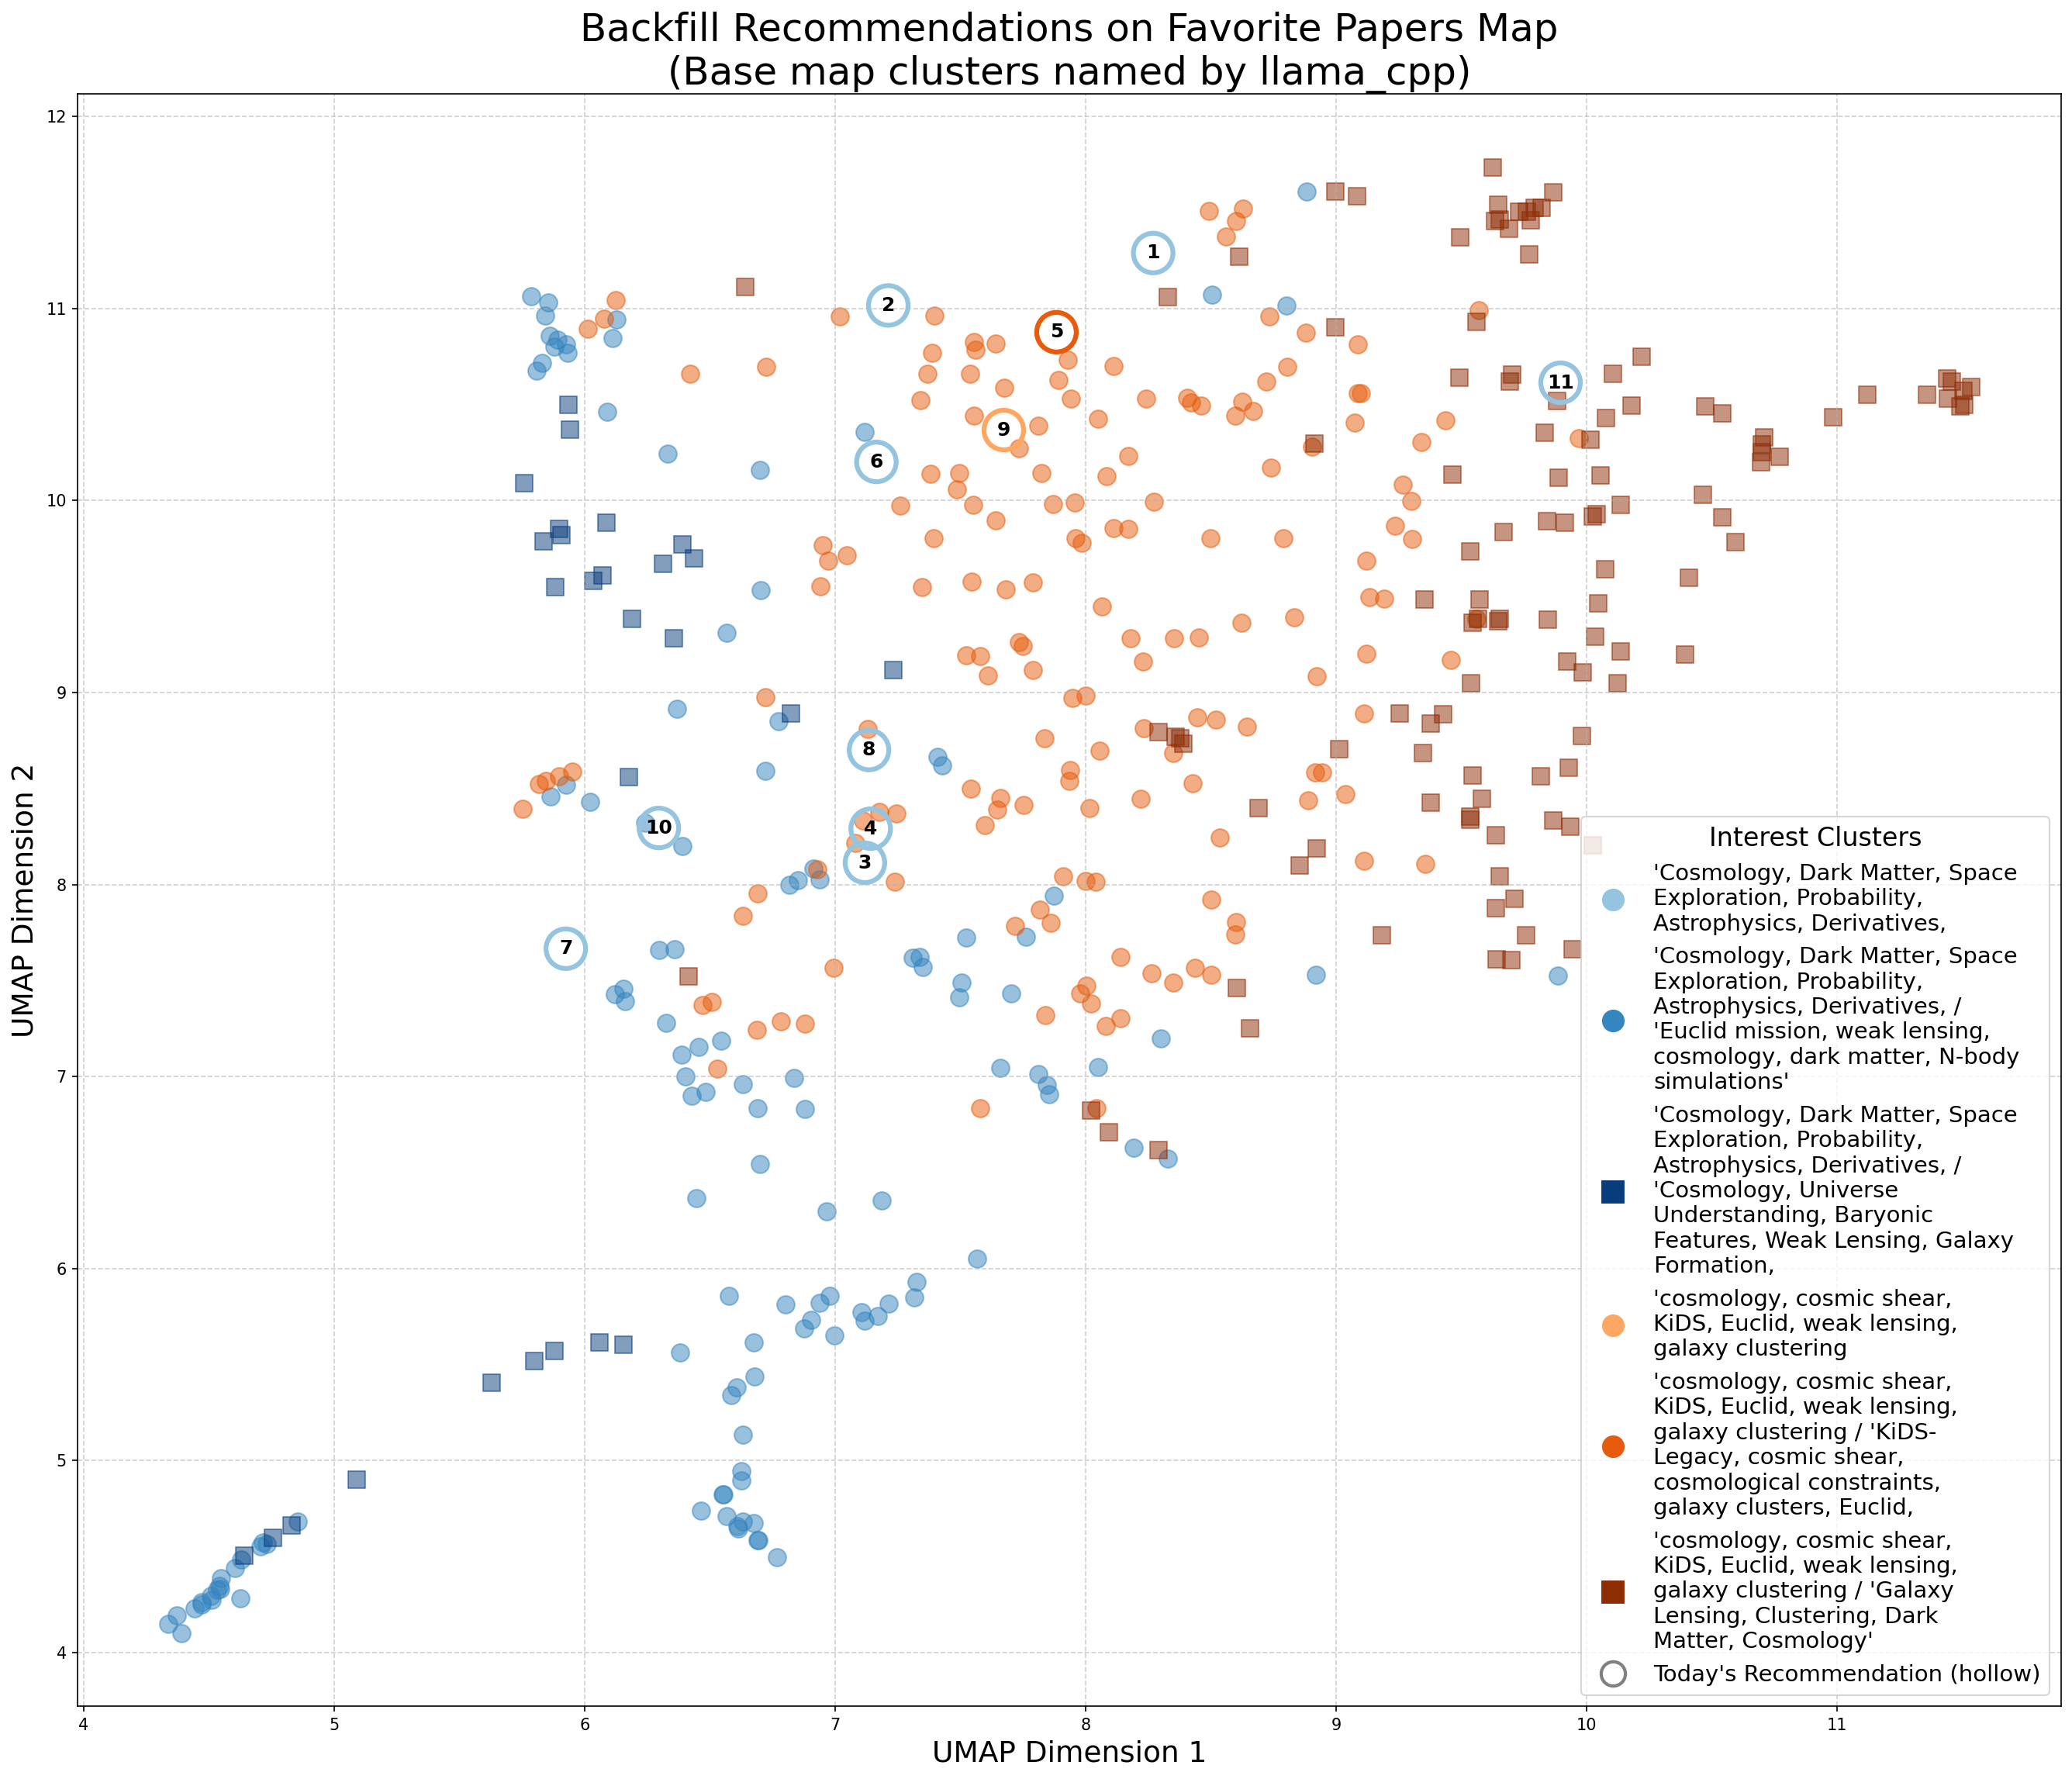 Backfill Recommendations on Favorite Papers Map
(Base map clusters named by llama_cpp)
12
11
10
9
8
7
6
5
4
UMAP Dimension 2
1
2
5
11
9
6
8
10
4
3
7
Interest Clusters
'Cosmology, Dark Matter, Space
Exploration, Probability,
Astrophysics, Derivatives,
'Cosmology, Dark Matter, Space
Exploration, Probability,
Astrophysics, Derivatives, /
'Euclid mission, weak lensing,
cosmology, dark matter, N-body
simulations'
'Cosmology, Dark Matter, Space
Exploration, Probability,
Astrophysics, Derivatives, /
'Cosmology, Universe
Understanding, Baryonic
Features, Weak Lensing, Galaxy
Formation,
'cosmology, cosmic shear,
KiDS, Euclid, weak lensing,
galaxy clustering
'cosmology, cosmic shear,
KiDS, Euclid, weak lensing,
galaxy clustering / 'KiDS-
Legacy, cosmic shear,
cosmological constraints,
galaxy clusters, Euclid,
'cosmology, cosmic shear,
KiDS, Euclid, weak lensing,
galaxy clustering / 'Galaxy
Lensing, Clustering, Dark
Matter, Cosmology'
Today's Recommendation (hollow)
4 5 6 7 8 9 10 11
UMAP Dimension 1